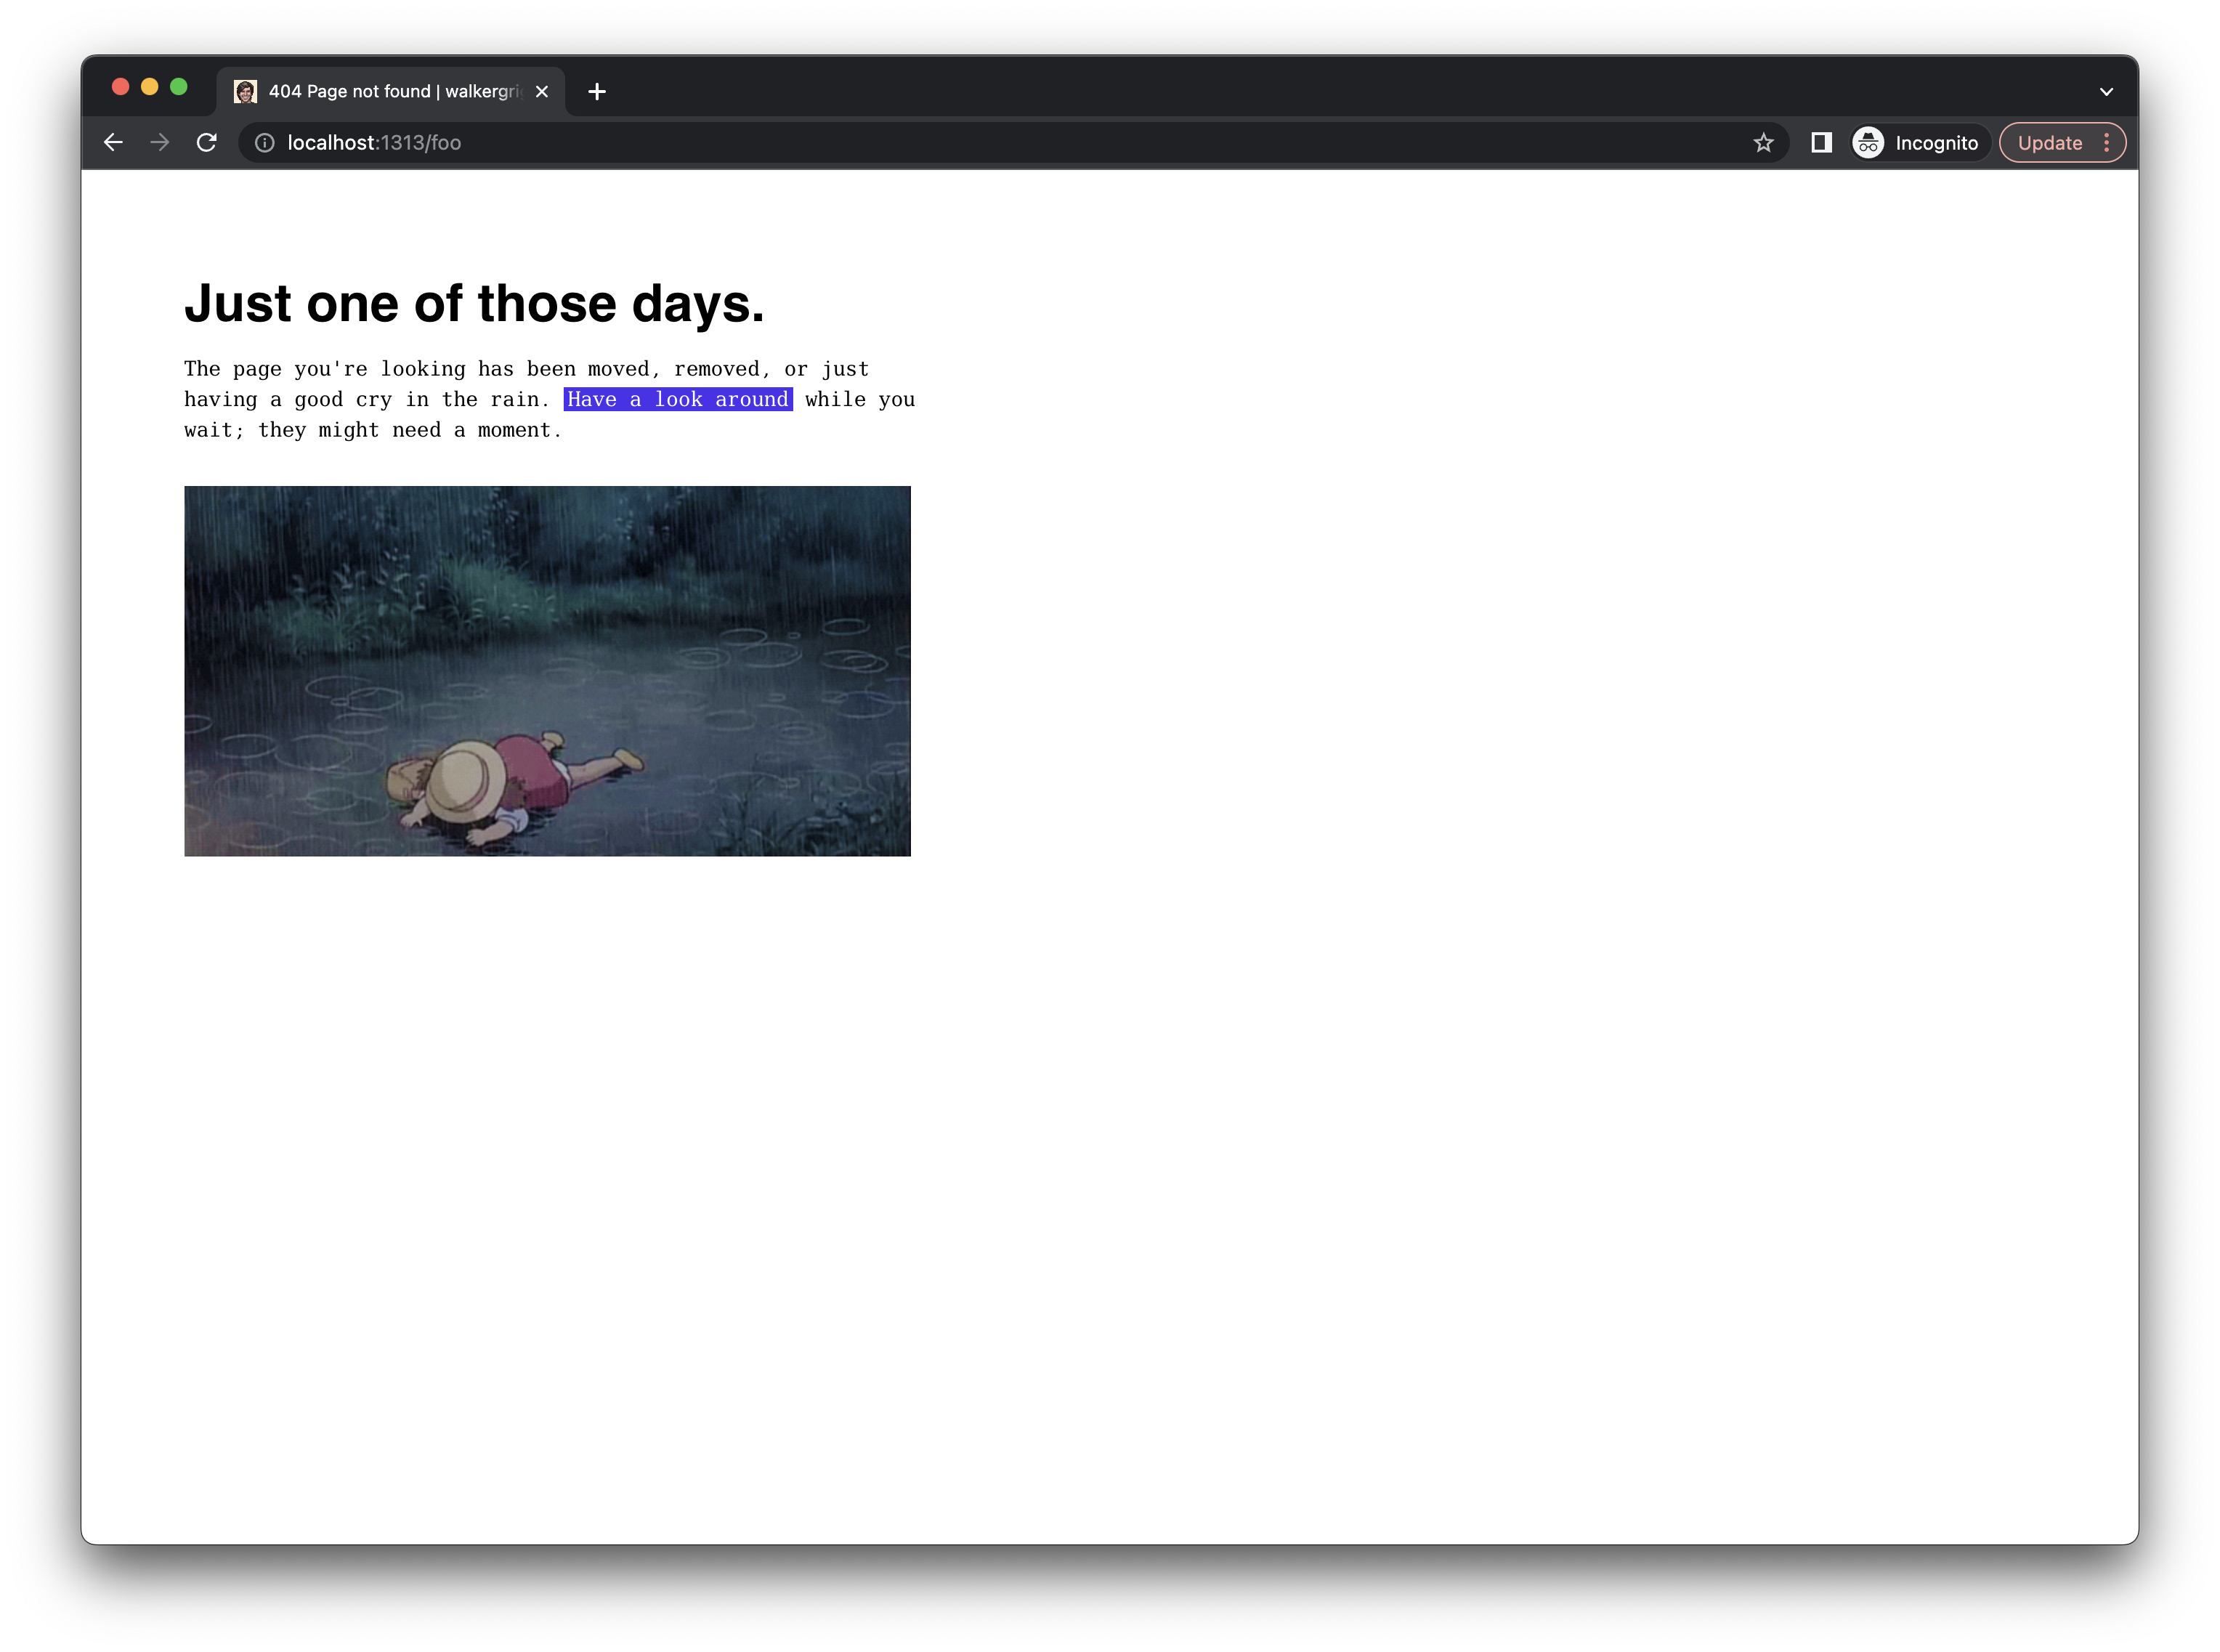 404 Page not found | walkergri
localhost:1313/foo
Incognito
Update
Just one of those days.
The page you're looking has been moved, removed, or just
having a good cry in the rain. Have a look around while you
wait; they might need a moment.